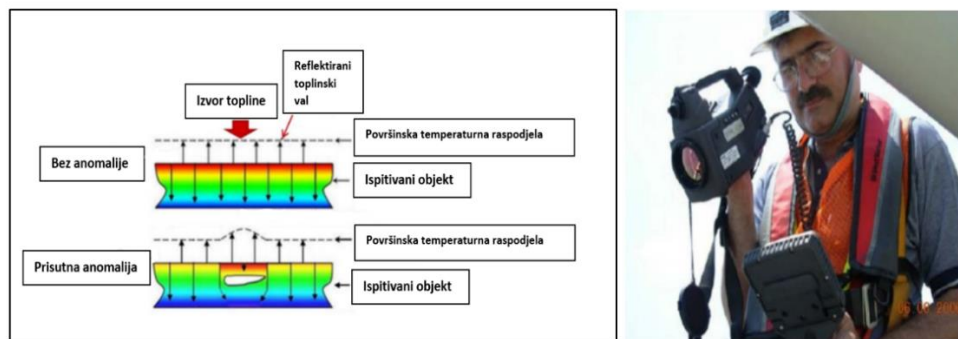 Reflektirani
toplinski
val
Izvor topline
Površinska temperaturna raspodjela
Bez anomalije
Ispitivani objekt
Površinska temperaturna raspodjela
Prisutna anomalija
Ispitivani objekt